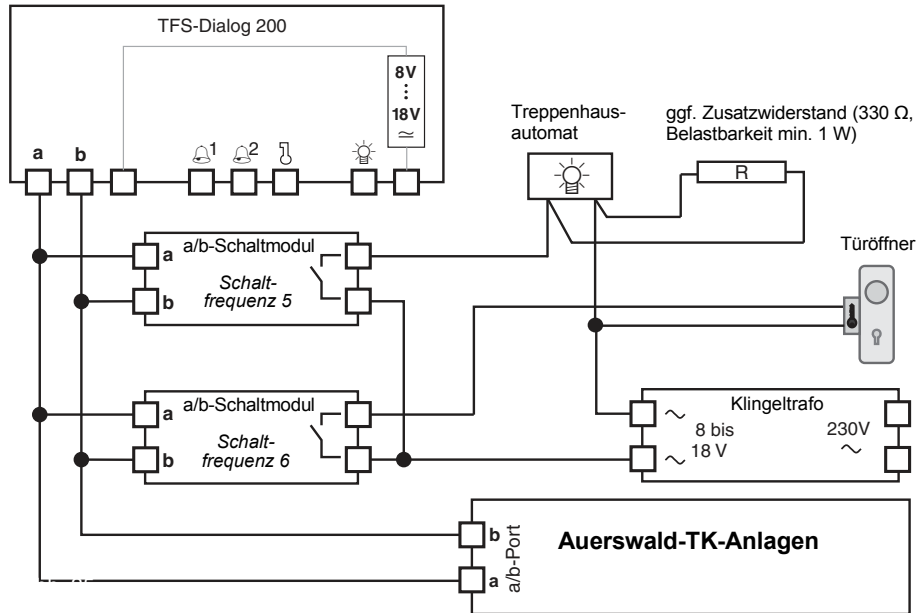 TFS-Dialog 200
8V
18V
a b
1 2
Treppenhaus-
automat
ggf. Zusatzwiderstand (330 Ω,
Belastbarkeit min. 1 W)
R
Türöffner
a
a/b-Schaltmodul
Schalt-
frequenz 5
b
a
a/b-Schaltmodul
Schalt-
frequenz 6
b
Klingeltrafo
8 bis
18 V
230V
b
a
a/b-Port
Auerswald-TK-Anlagen